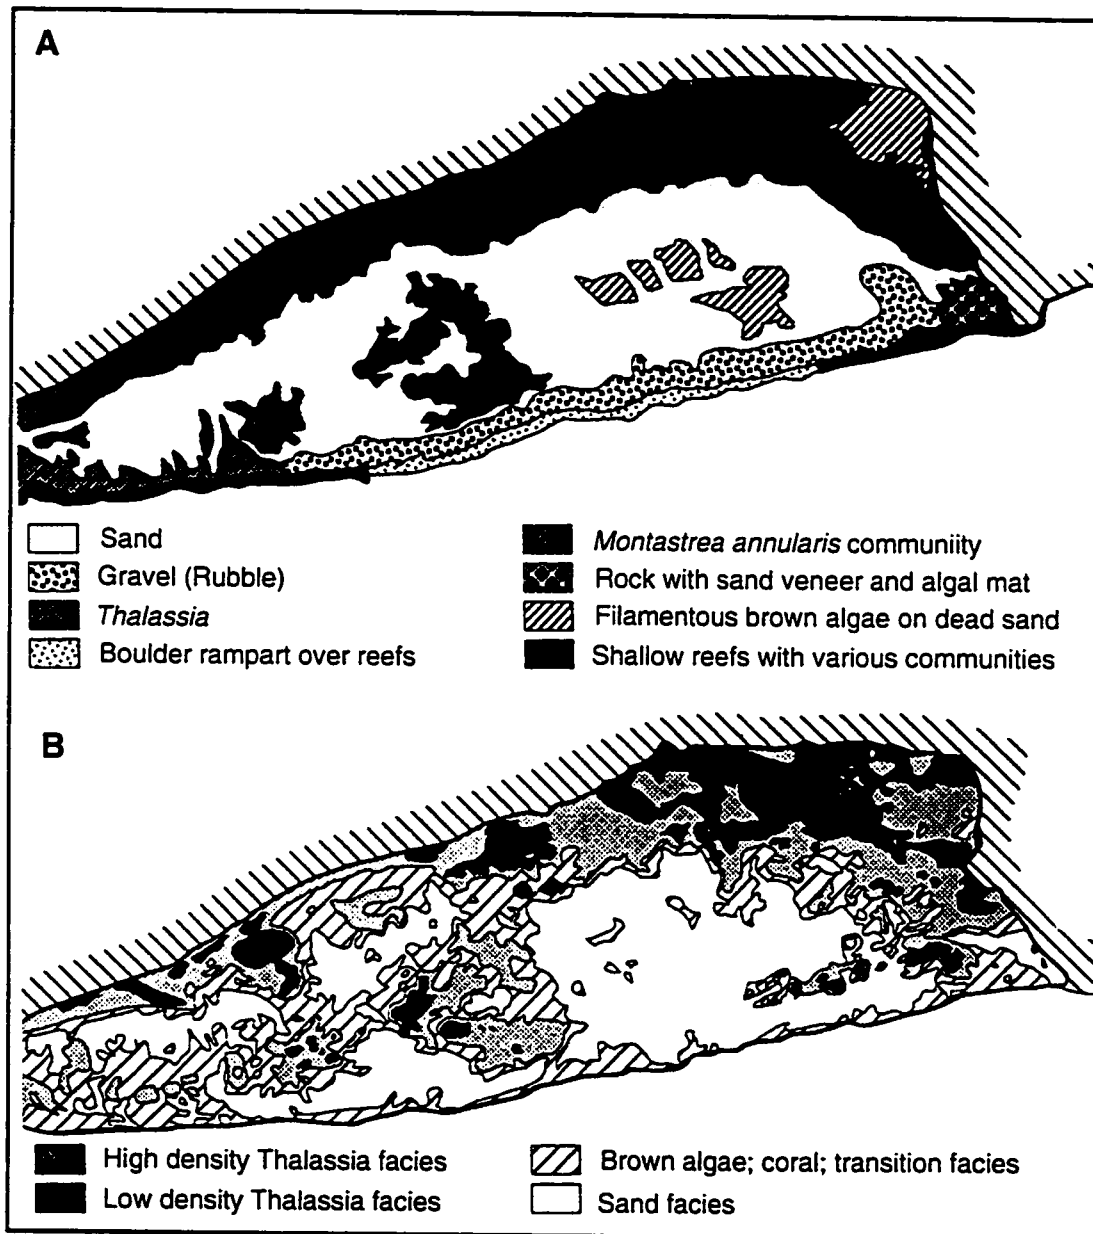 A
Sand
Gravel (Rubble)
Thalassia
Boulder rampart over reefs
Montastrea annularis communiity
Rock with sand veneer and algal mat
Filamentous brown algae on dead sand
Shallow reefs with various communities
B
High density Thalassia facies
Low density Thalassia facies
Brown algae; coral; transition facies
Sand facies